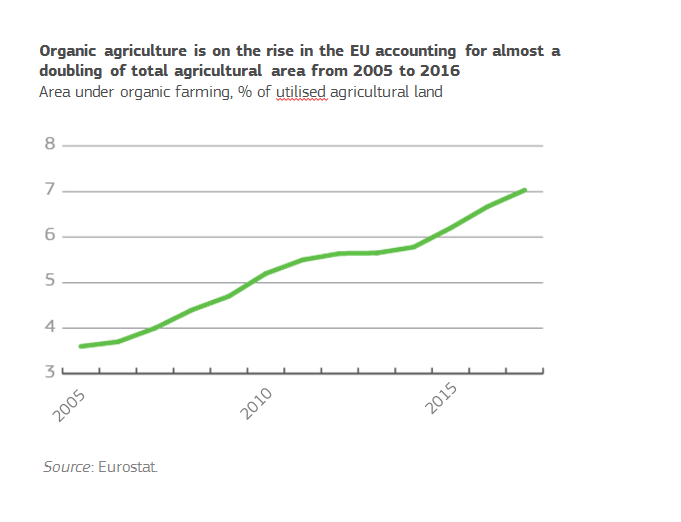 Organic agriculture is on the rise in the EU accounting for almost a
doubling of total agricultural area from 2005 to 2016
Area under organic farming, % of utilised agricultural land
8
7
6
5
4
3
2005
2010
2015
Source: Eurostat.